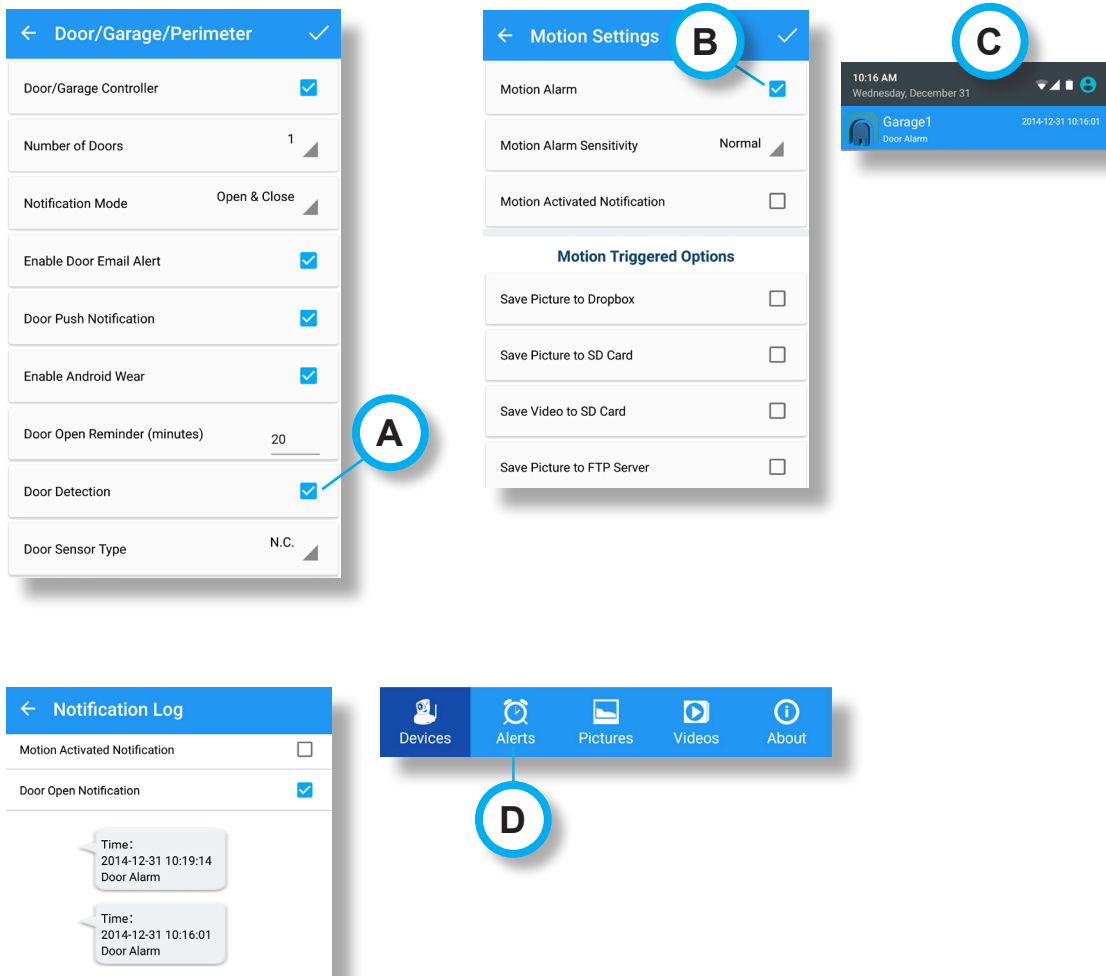 Door/Garage/Perimeter
Door/Garage Controller
Number of Doors 1
Notification Mode Open & Close
Enable Door Email Alert
Door Push Notification
Enable Android Wear
Door Open Reminder (minutes) 20
Door Detection
Door Sensor Type N.C.
A
Motion Settings
B
Motion Alarm
Motion Alarm Sensitivity Normal
Motion Activated Notification
Motion Triggered Options
Save Picture to Dropbox
Save Picture to SD Card
Save Video to SD Card
Save Picture to FTP Server
C
10:16 AM
Wednesday, December 31
Garage1 2014-12-31 10:16:01
Door Alarm
Notification Log
Motion Activated Notification
Door Open Notification
Time:
2014-12-31 10:19:14
Door Alarm
Time:
2014-12-31 10:16:01
Door Alarm
Devices Alerts Pictures Videos About
D